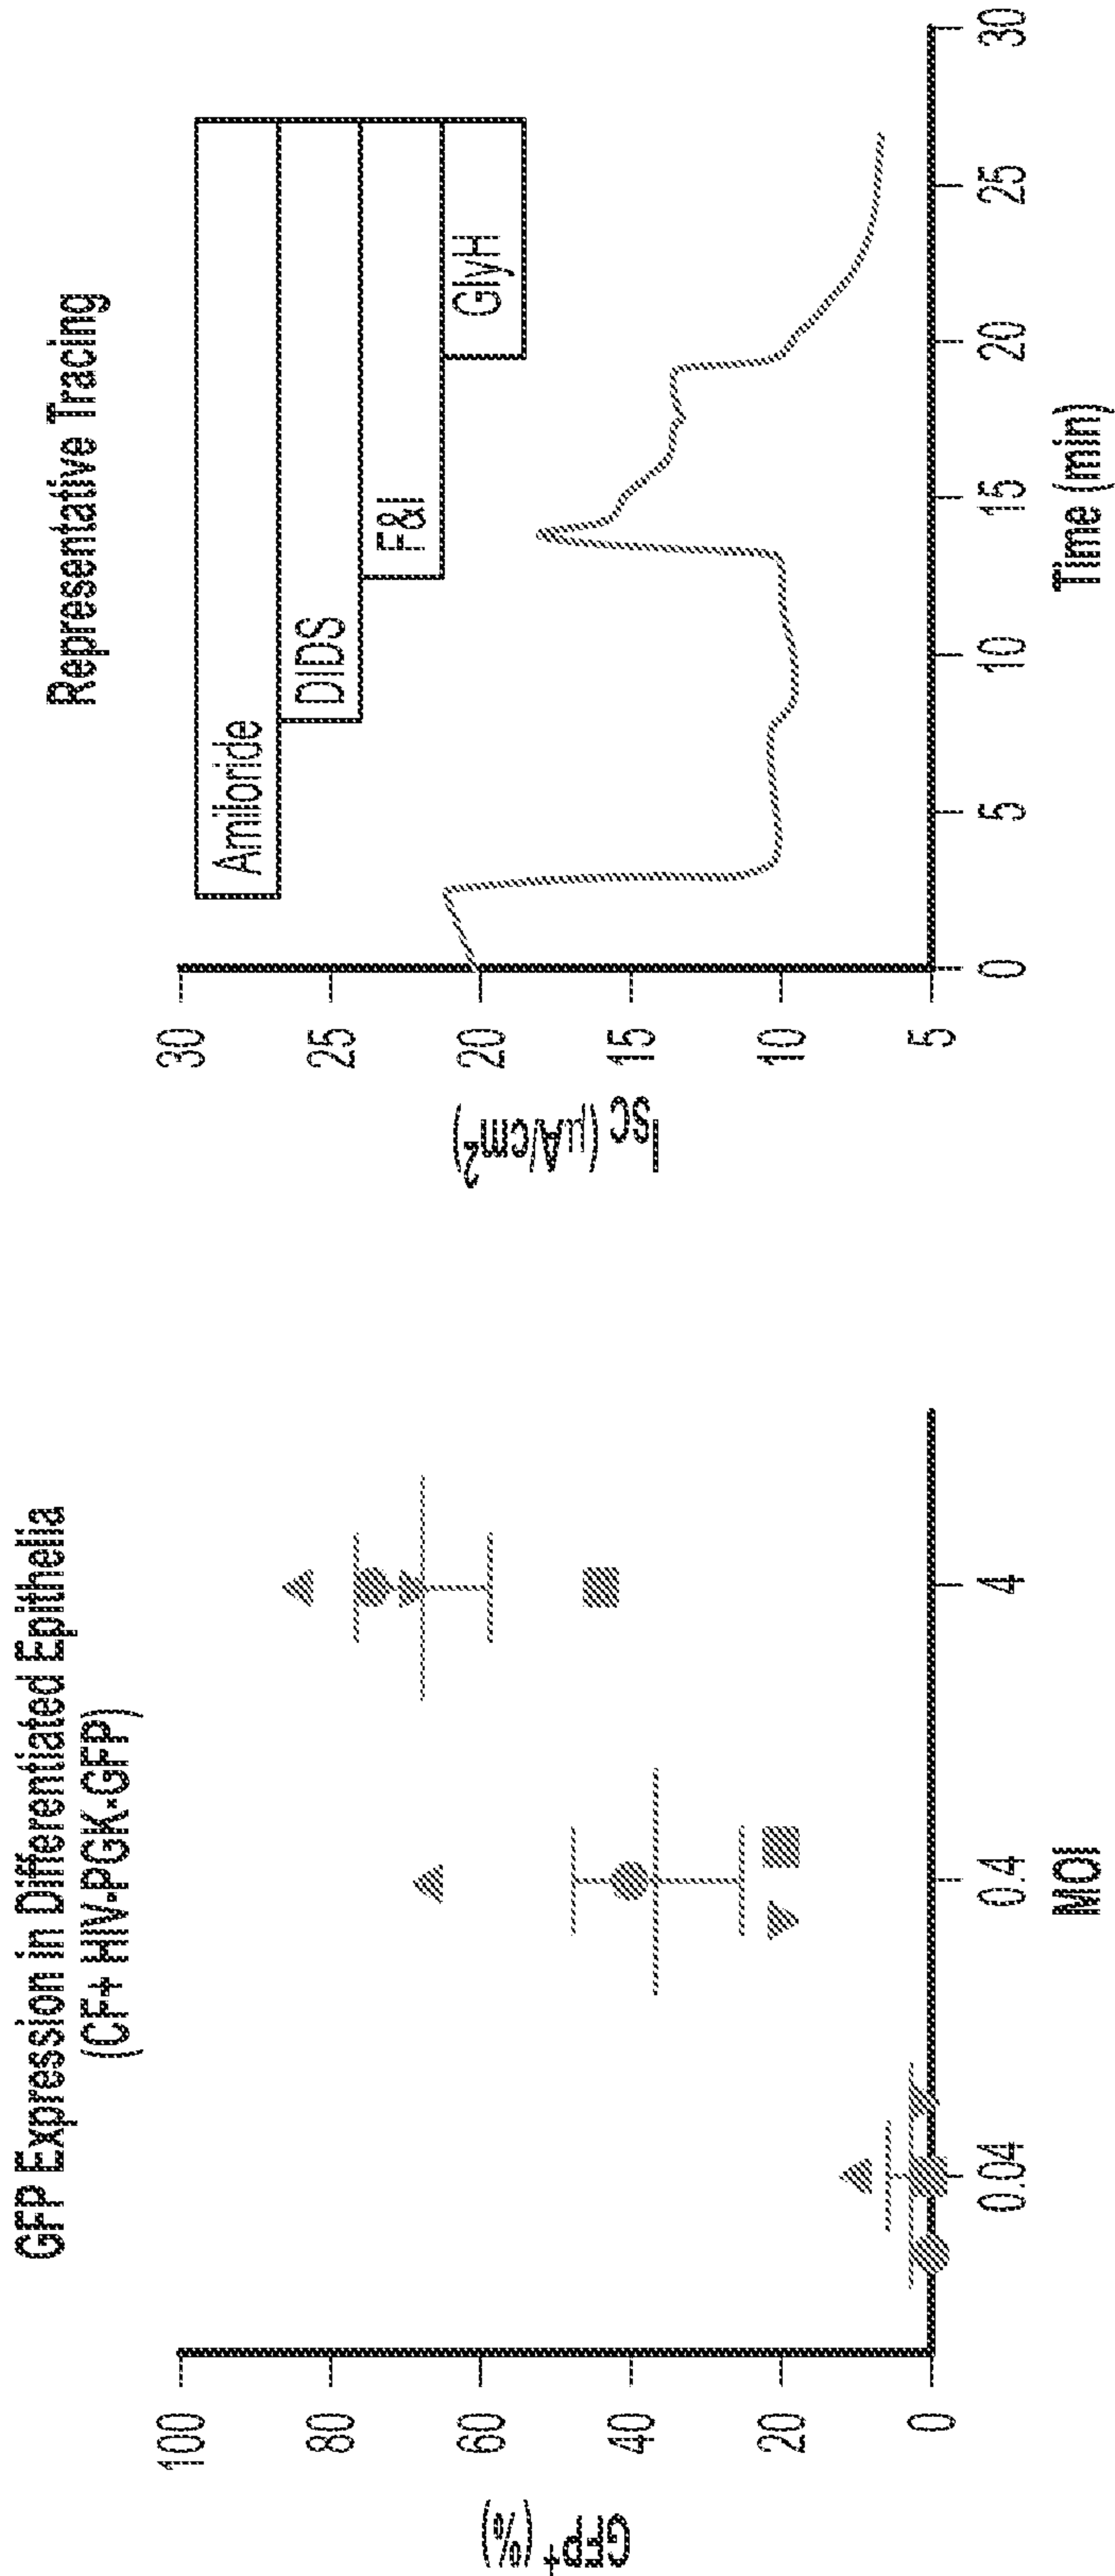 GFP Expression in Differentiated Epithelia
(CF+ HIV-PGK-GFP)
GFP+ (%)
100
80
60
40
20
0
0.04
0.4
4
MOI
Representative Tracing
Amiloride
DIDS
F&I
GlyH
ISC (μA/cm2)
30
25
20
15
10
5
0
5
10
15
20
25
30
Time (min)